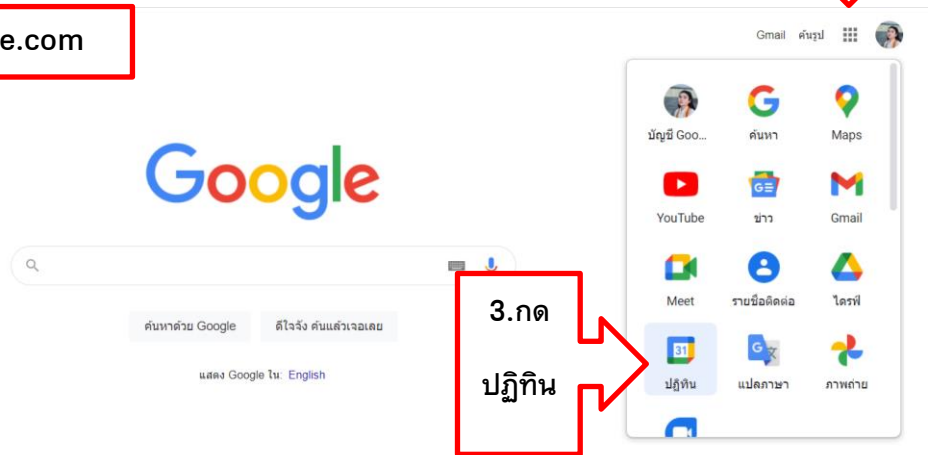 e.com
Gmail ค้นรูป
บัญชี Goo... ค้นหา Maps
Google
YouTube ข่าว Gmail
Meet รายชื่อติดต่อ ไดรฟ์
3.กด
ปฏิทิน
ค้นหาด้วย Google ดีใจจัง ค้นแล้วเจอเลย
แสดง Google ใน: English
31
G
ปฏิทิน แปลภาษา ภาพถ่าย